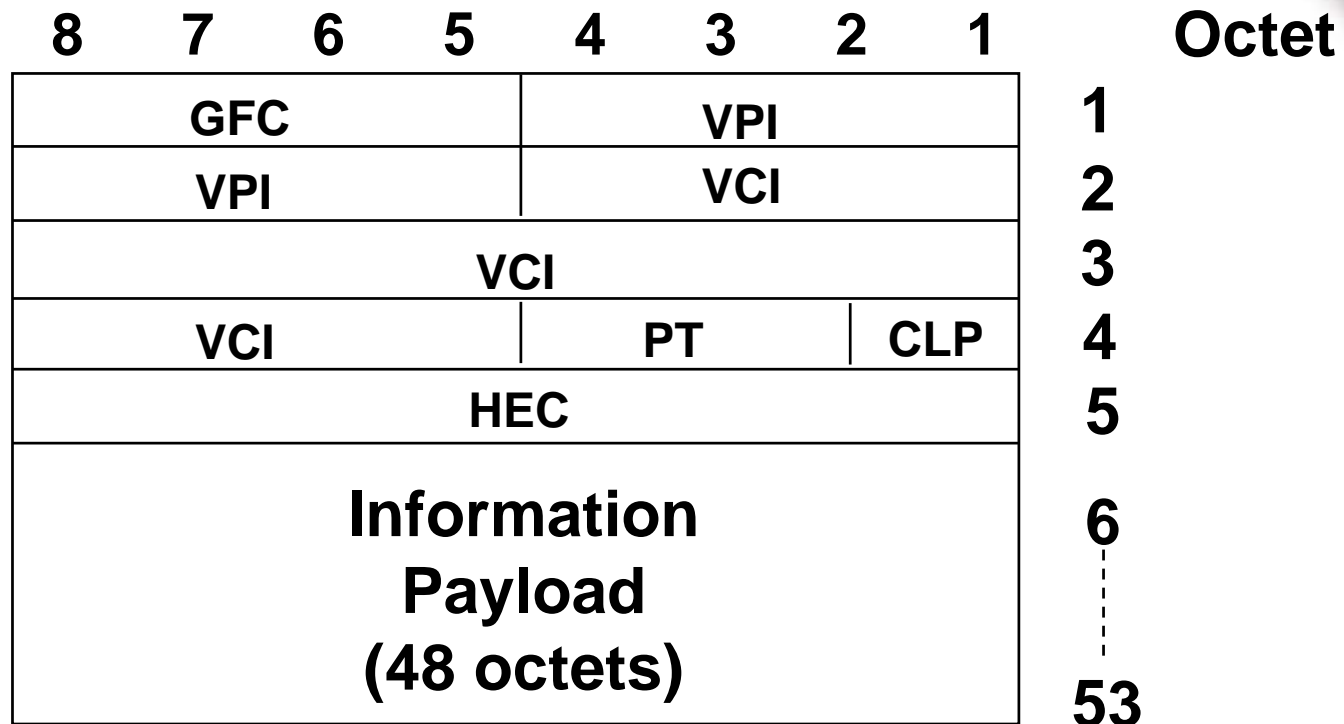 8 7 6 5 4 3 2 1 Octet
GFC VPI 1
VPI VCI 2
VCI 3
VCI PT CLP 4
HEC 5
Information
Payload
(48 octets)
6
53